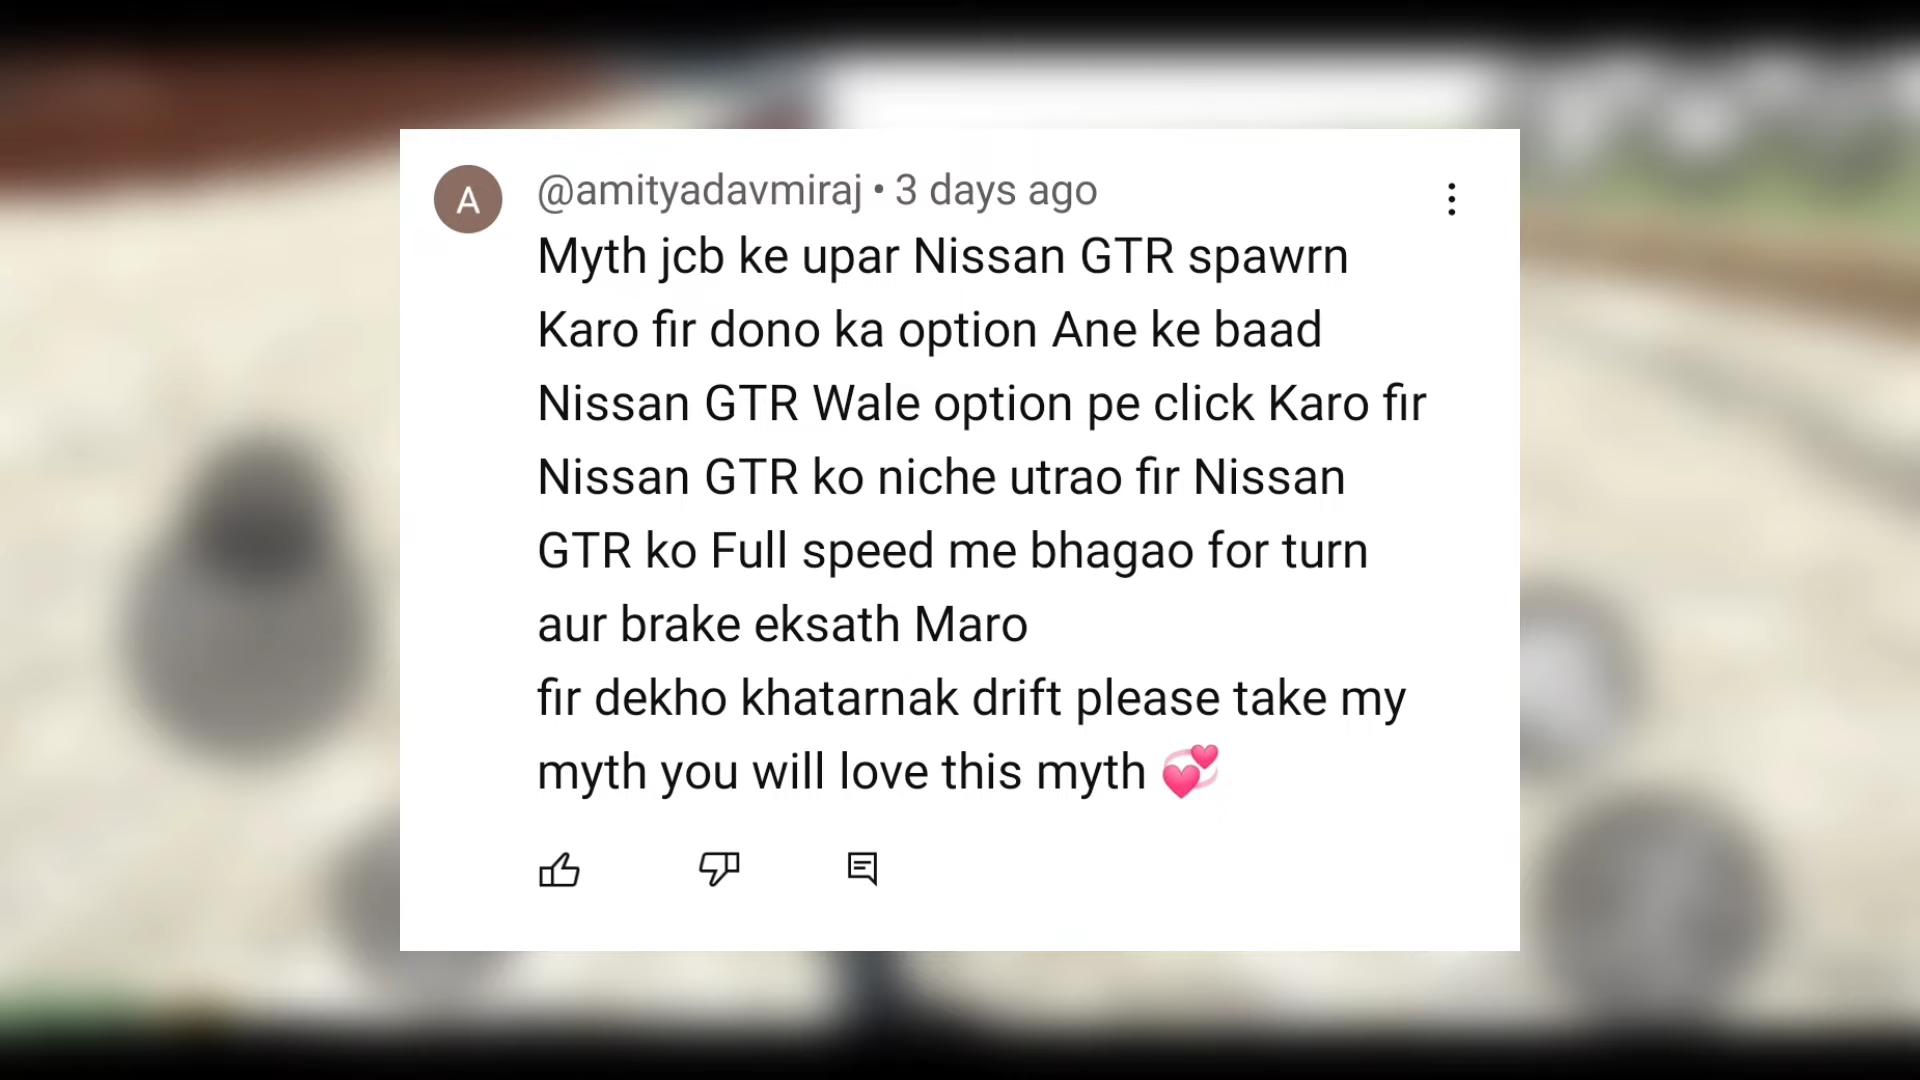 A
@amityadavmiraj • 3 days ago
Myth jcb ke upar Nissan GTR spawrn
Karo fir dono ka option Ane ke baad
Nissan GTR Wale option pe click Karo fir
Nissan GTR ko niche utrao fir Nissan
GTR ko Full speed me bhagao for turn
aur brake eksath Maro
fir dekho khatarnak drift please take my
myth you will love this myth 💞